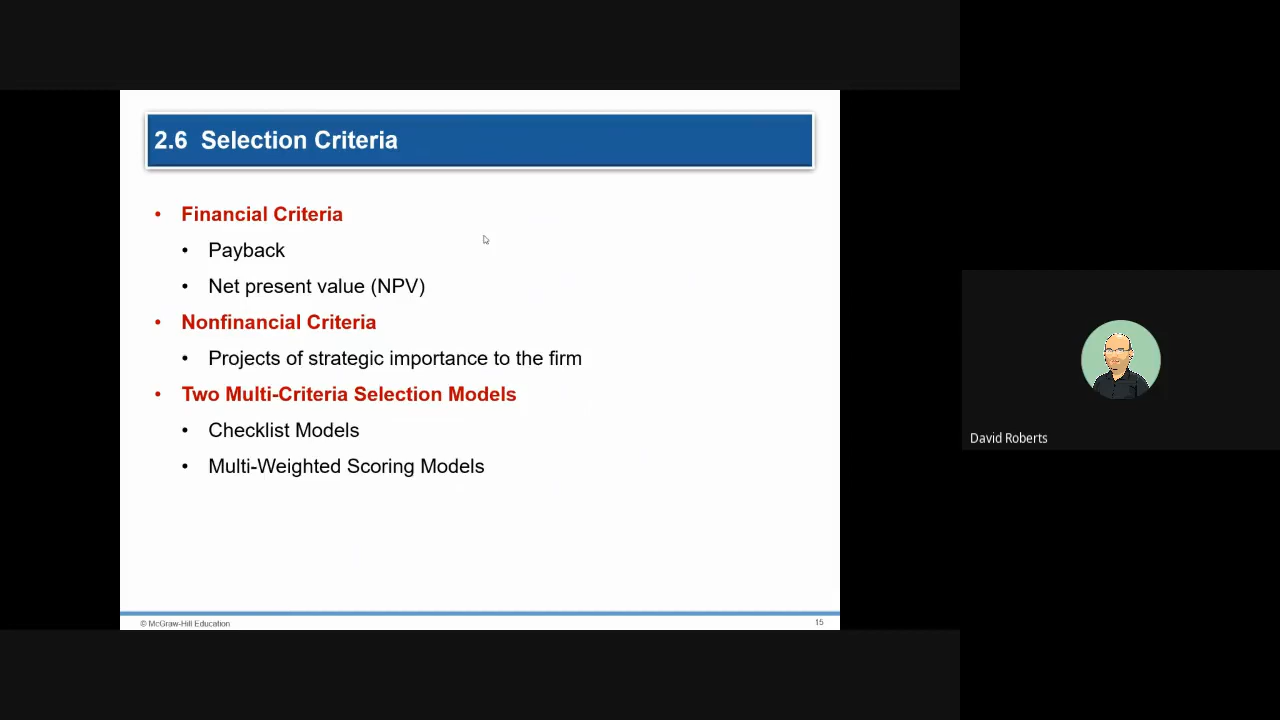 2.6 Selection Criteria
• Financial Criteria
• Payback
• Net present value (NPV)
• Nonfinancial Criteria
• Projects of strategic importance to the firm
• Two Multi-Criteria Selection Models
• Checklist Models
• Multi-Weighted Scoring Models
© McGraw-Hill Education
15
David Roberts